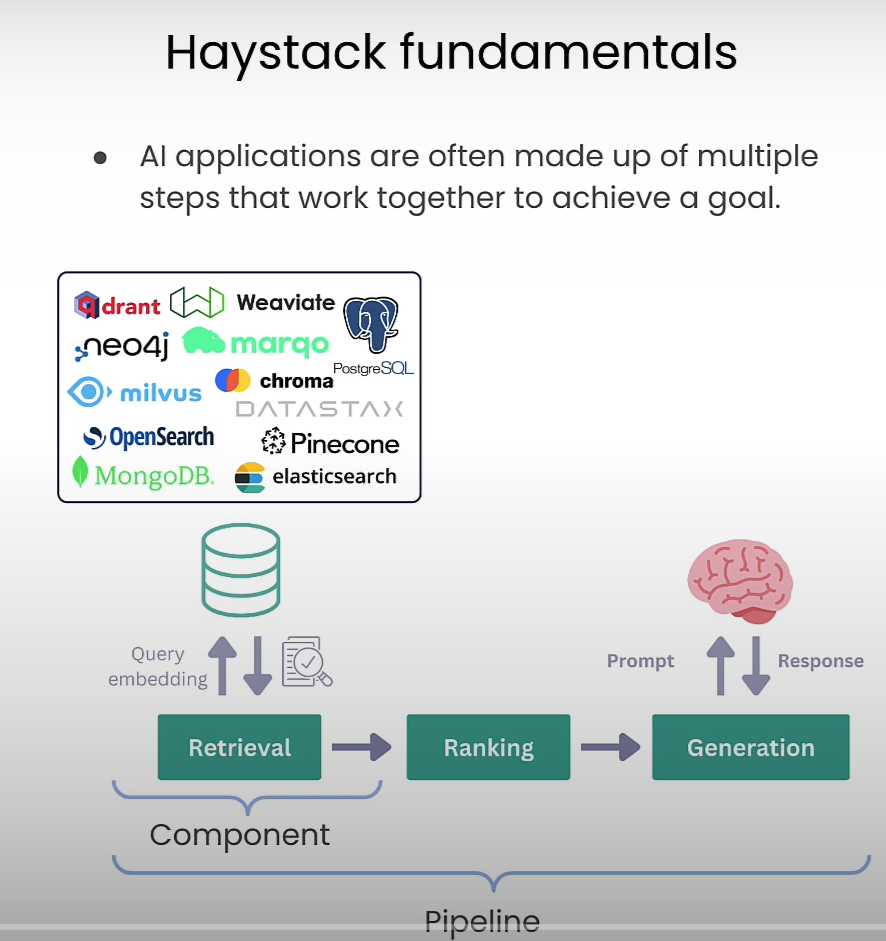 Haystack fundamentals
● AI applications are often made up of multiple
steps that work together to achieve a goal.
qdrant
Weaviate
neo4j
marqo
PostgreSQL
milvus
chroma
DATASTAX
OpenSearch
Pinecone
MongoDB.
elasticsearch
Query
embedding
Prompt
Response
Retrieval
Ranking
Generation
Component
Pipeline